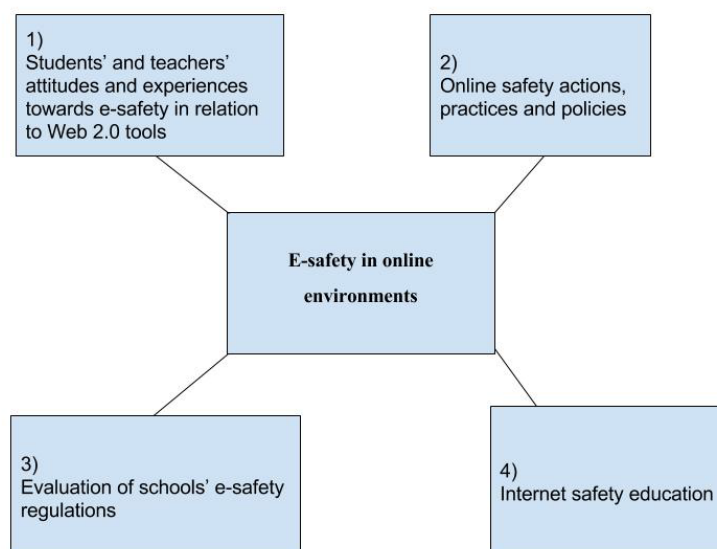 1)
Students’ and teachers’
attitudes and experiences
towards e-safety in relation
to Web 2.0 tools
2)
Online safety actions,
practices and policies
E-safety in online
environments
3)
Evaluation of schools’ e-safety
regulations
4)
Internet safety education